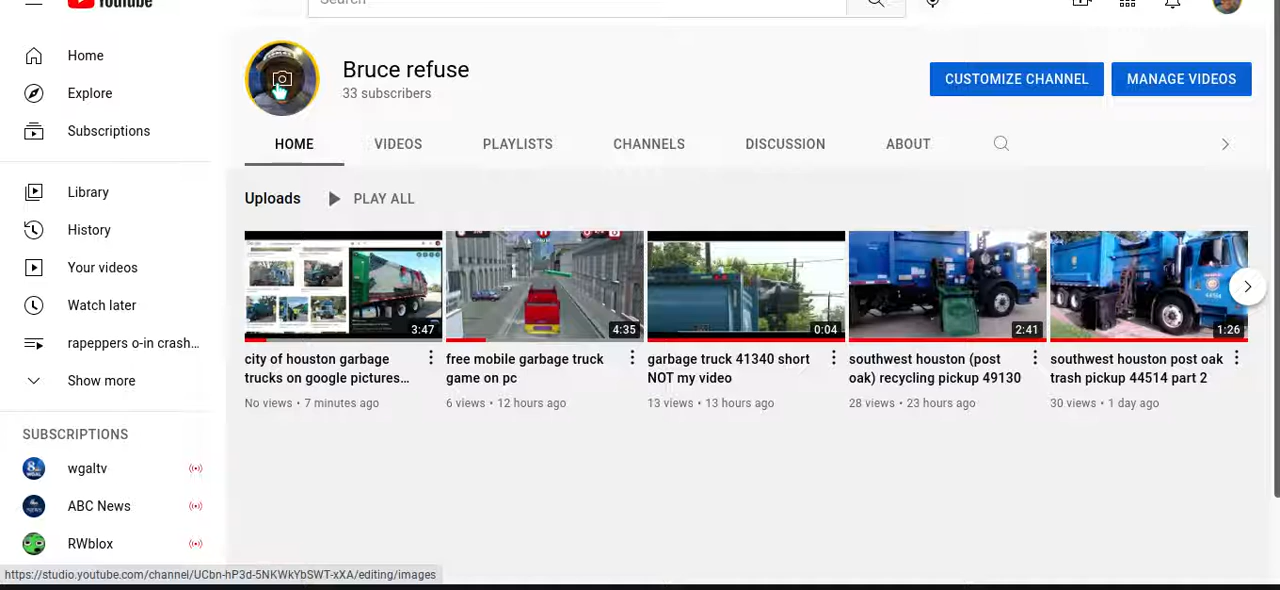 YouTube
Search
Home
Explore
Subscriptions
Library
History
Your videos
Watch later
rapeppers o-in crash...
Show more
SUBSCRIPTIONS
wgaltv
ABC News
RWblox
Bruce refuse
33 subscribers
CUSTOMIZE CHANNEL
MANAGE VIDEOS
HOME
VIDEOS
PLAYLISTS
CHANNELS
DISCUSSION
ABOUT
Uploads
PLAY ALL
3:47
city of houston garbage
trucks on google pictures...
No views • 7 minutes ago
4:35
free mobile garbage truck
game on pc
6 views • 12 hours ago
0:04
garbage truck 41340 short
NOT my video
13 views • 13 hours ago
2:41
southwest houston (post
oak) recycling pickup 49130
28 views • 23 hours ago
44514
1:26
southwest houston post oak
trash pickup 44514 part 2
30 views • 1 day ago
https://studio.youtube.com/channel/UCbn-hP3d-5NKWkYbSWT-xXA/editing/images